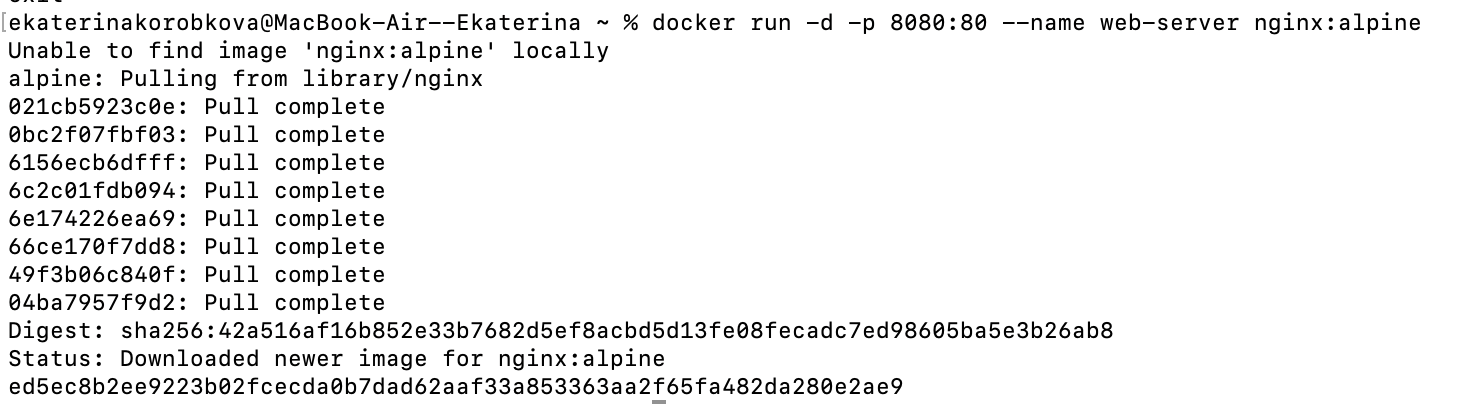 ekaterinakorobkova@MacBook-Air--Ekaterina ~ % docker run -d -p 8080:80 --name web-server nginx:alpine
Unable to find image 'nginx:alpine' locally
alpine: Pulling from library/nginx
021cb5923c0e: Pull complete
0bc2f07fbf03: Pull complete
6156ecb6dfff: Pull complete
6c2c01fdb094: Pull complete
6e174226ea69: Pull complete
66ce170f7dd8: Pull complete
49f3b06c840f: Pull complete
04ba7957f9d2: Pull complete
Digest: sha256:42a516af16b852e33b7682d5ef8acbd5d13fe08fecadc7ed98605ba5e3b26ab8
Status: Downloaded newer image for nginx:alpine
ed5ec8b2ee9223b02fcecda0b7dad62aaf33a853363aa2f65fa482da280e2ae9